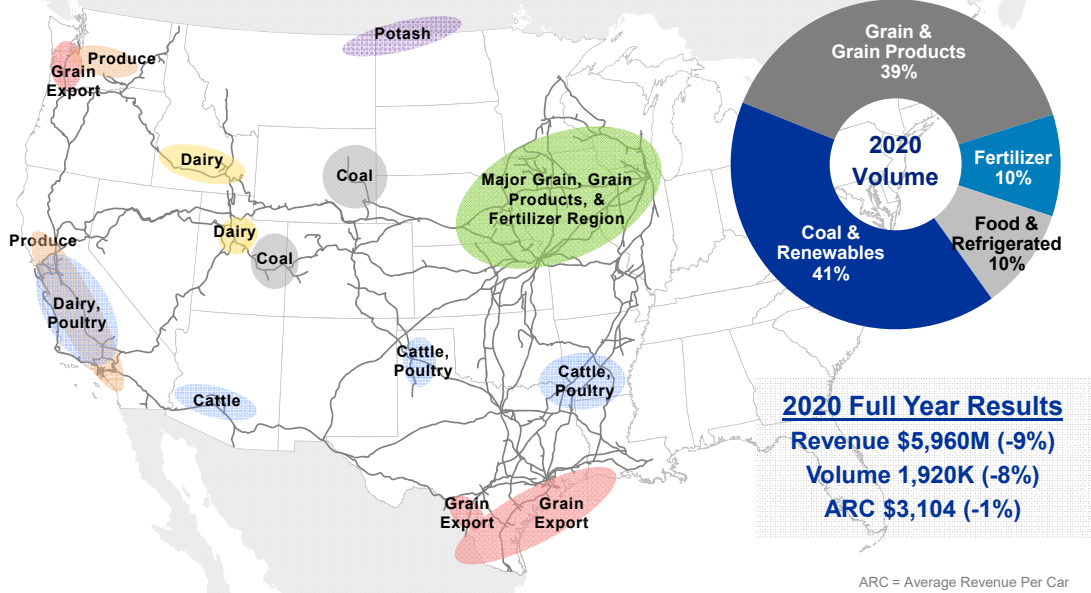 Potash
Produce
Grain
Export
Dairy
Coal
Major Grain, Grain
Products, &
Fertilizer Region
Produce
Dairy
Coal
Dairy,
Poultry
Cattle,
Poultry
Cattle,
Poultry
Cattle
Grain
Export
Grain
Export
Grain &
Grain Products
39%
2020
Volume
Fertilizer
10%
Food &
Refrigerated
10%
Coal &
Renewables
41%
2020 Full Year Results
Revenue $5,960M (-9%)
Volume 1,920K (-8%)
ARC $3,104 (-1%)
ARC = Average Revenue Per Car